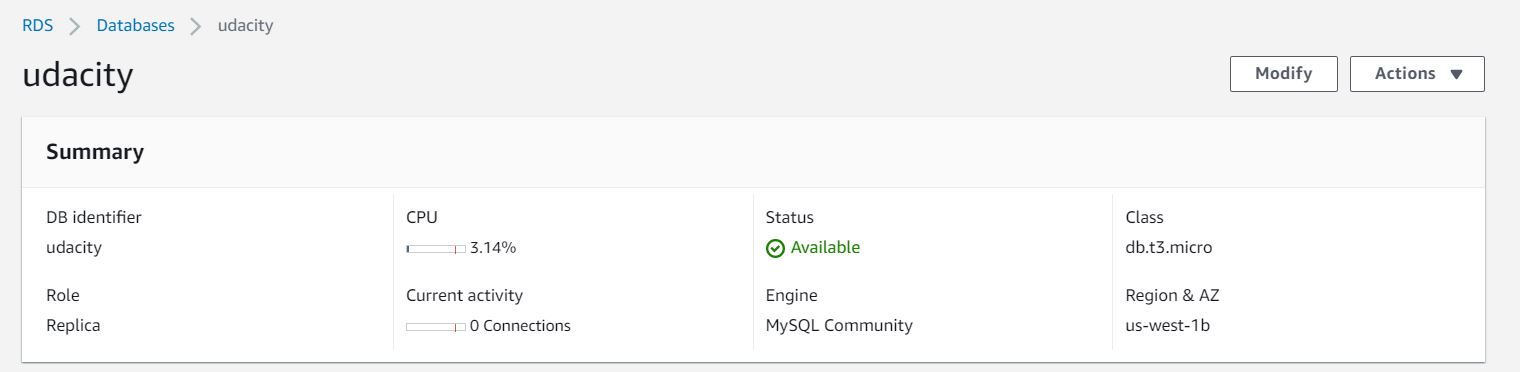 RDS Databases udacity
udacity
Modify Actions
Summary
DB identifier CPU Status Class
udacity 3.14% Available db.t3.micro
Role Current activity Engine Region & AZ
Replica 0 Connections MySQL Community us-west-1b